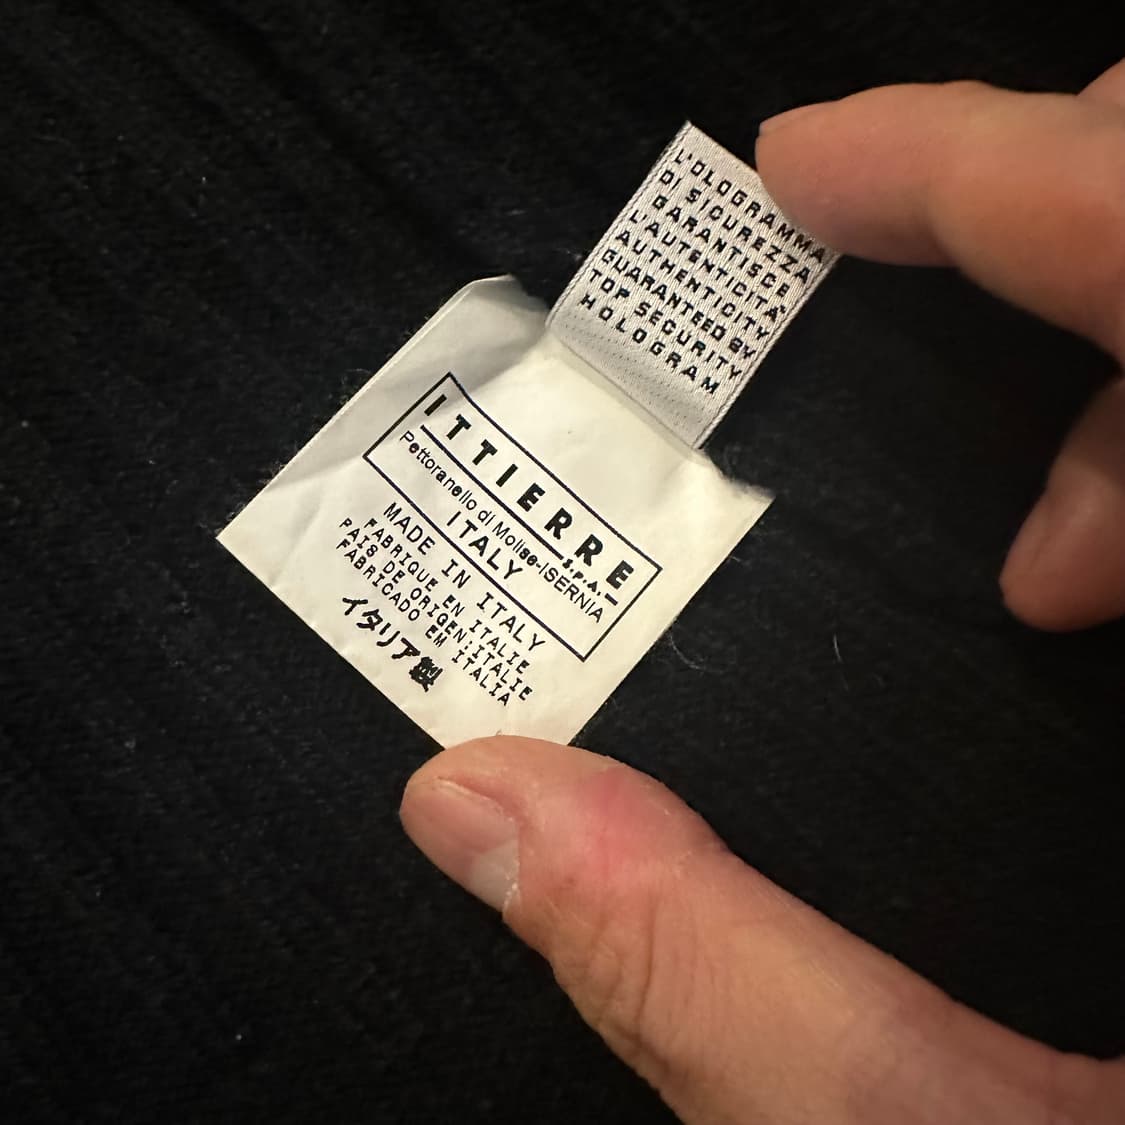 L'OLOGRAMMA
DI SICUREZZA
GARANTISCE
L'AUTENTICITA'
AUTHENTICITY
GUARANTEED BY
TOP SECURITY
HOLOGRAM
ITTIERRE
S.P.A.
Pettoranello di Molise-ISERNIA
ITALY
MADE IN ITALY
FABRIQUE EN ITALIE
PAIS DE ORIGEN:ITALIE
FABRICADO EM ITALIA
イタリア製